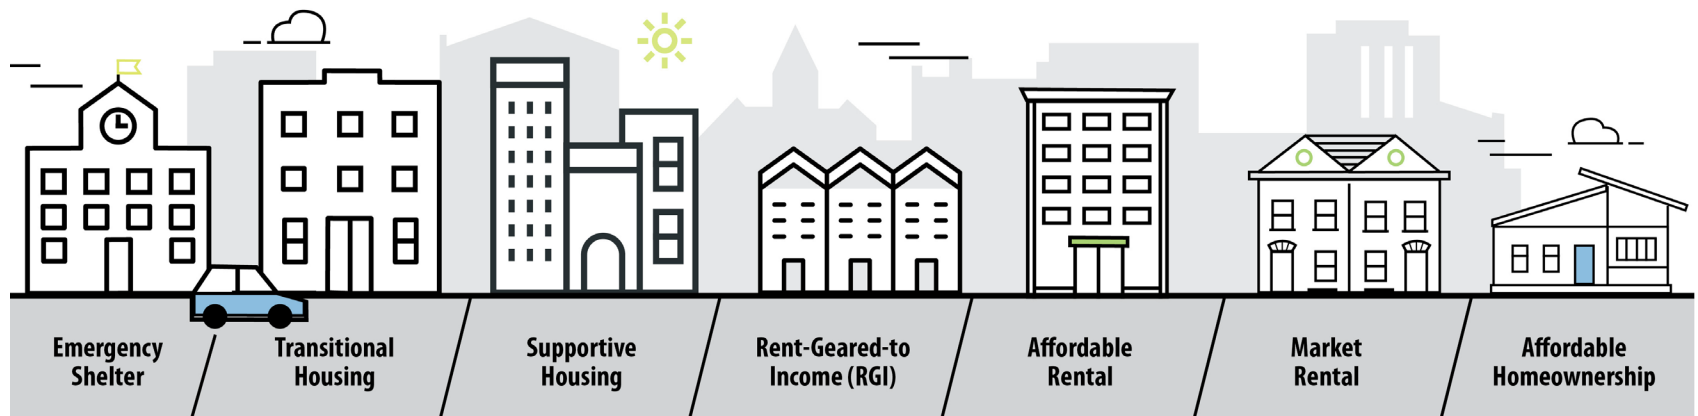 Emergency
Shelter
Transitional
Housing
Supportive
Housing
Rent-Geared-to
Income (RGI)
Affordable
Rental
Market
Rental
Affordable
Homeownership